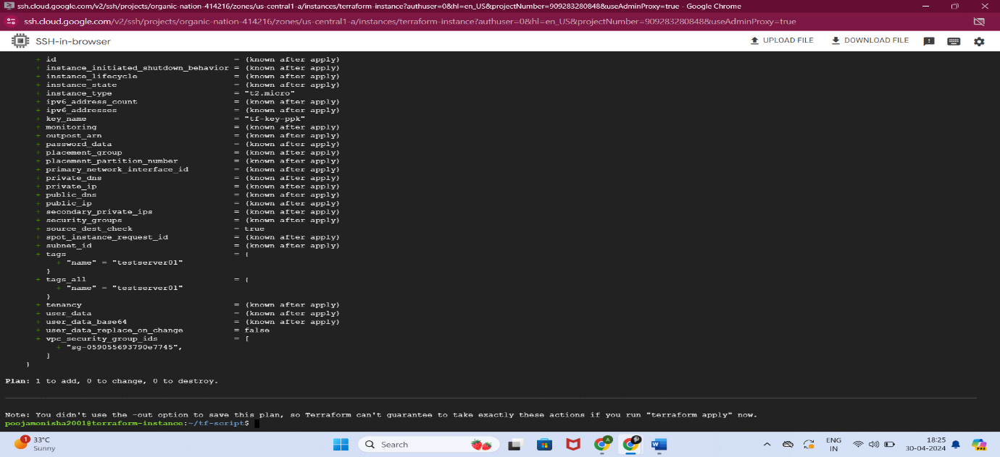 ssh.cloud.google.com/v2/ssh/projects/organic-nation-414216/zones/us-central1-a/instances/terraform-instance?authuser=0&hl=en_US&projectNumber=909283280848&useAdminProxy=true - Google Chrome
ssh.cloud.google.com/v2/ssh/projects/organic-nation-414216/zones/us-central1-a/instances/terraform-instance?authuser=0&hl=en_US&projectNumber=909283280848&useAdminProxy=true
SSH-in-browser UPLOAD FILE DOWNLOAD FILE
+ id = (known after apply)
+ instance_initiated_shutdown_behavior = (known after apply)
+ instance_lifecycle = (known after apply)
+ instance_state = (known after apply)
+ instance_type = "t2.micro"
+ ipv6_address_count = (known after apply)
+ ipv6_addresses = (known after apply)
+ key_name = "tf-key-ppk"
+ monitoring = (known after apply)
+ outpost_arn = (known after apply)
+ password_data = (known after apply)
+ placement_group = (known after apply)
+ placement_partition_number = (known after apply)
+ primary_network_interface_id = (known after apply)
+ private_dns = (known after apply)
+ private_ip = (known after apply)
+ public_dns = (known after apply)
+ public_ip = (known after apply)
+ secondary_private_ips = (known after apply)
+ security_groups = (known after apply)
+ source_dest_check = true
+ spot_instance_request_id = (known after apply)
+ subnet_id = (known after apply)
+ tags = {
+ "name" = "testserver01"
}
+ tags_all = {
+ "name" = "testserver01"
}
+ tenancy = (known after apply)
+ user_data = (known after apply)
+ user_data_base64 = (known after apply)
+ user_data_replace_on_change = false
+ vpc_security_group_ids = [
+ "sg-059055693790e7745",
]
}
Plan: 1 to add, 0 to change, 0 to destroy.
Note: You didn't use the -out option to save this plan, so Terraform can't guarantee to take exactly these actions if you run "terraform apply" now.
poojamonisha2001@terraform-instance:~/tf-script$
1 33°C
Sunny
Search
ENG
IN
18:25
30-04-2024
PRE